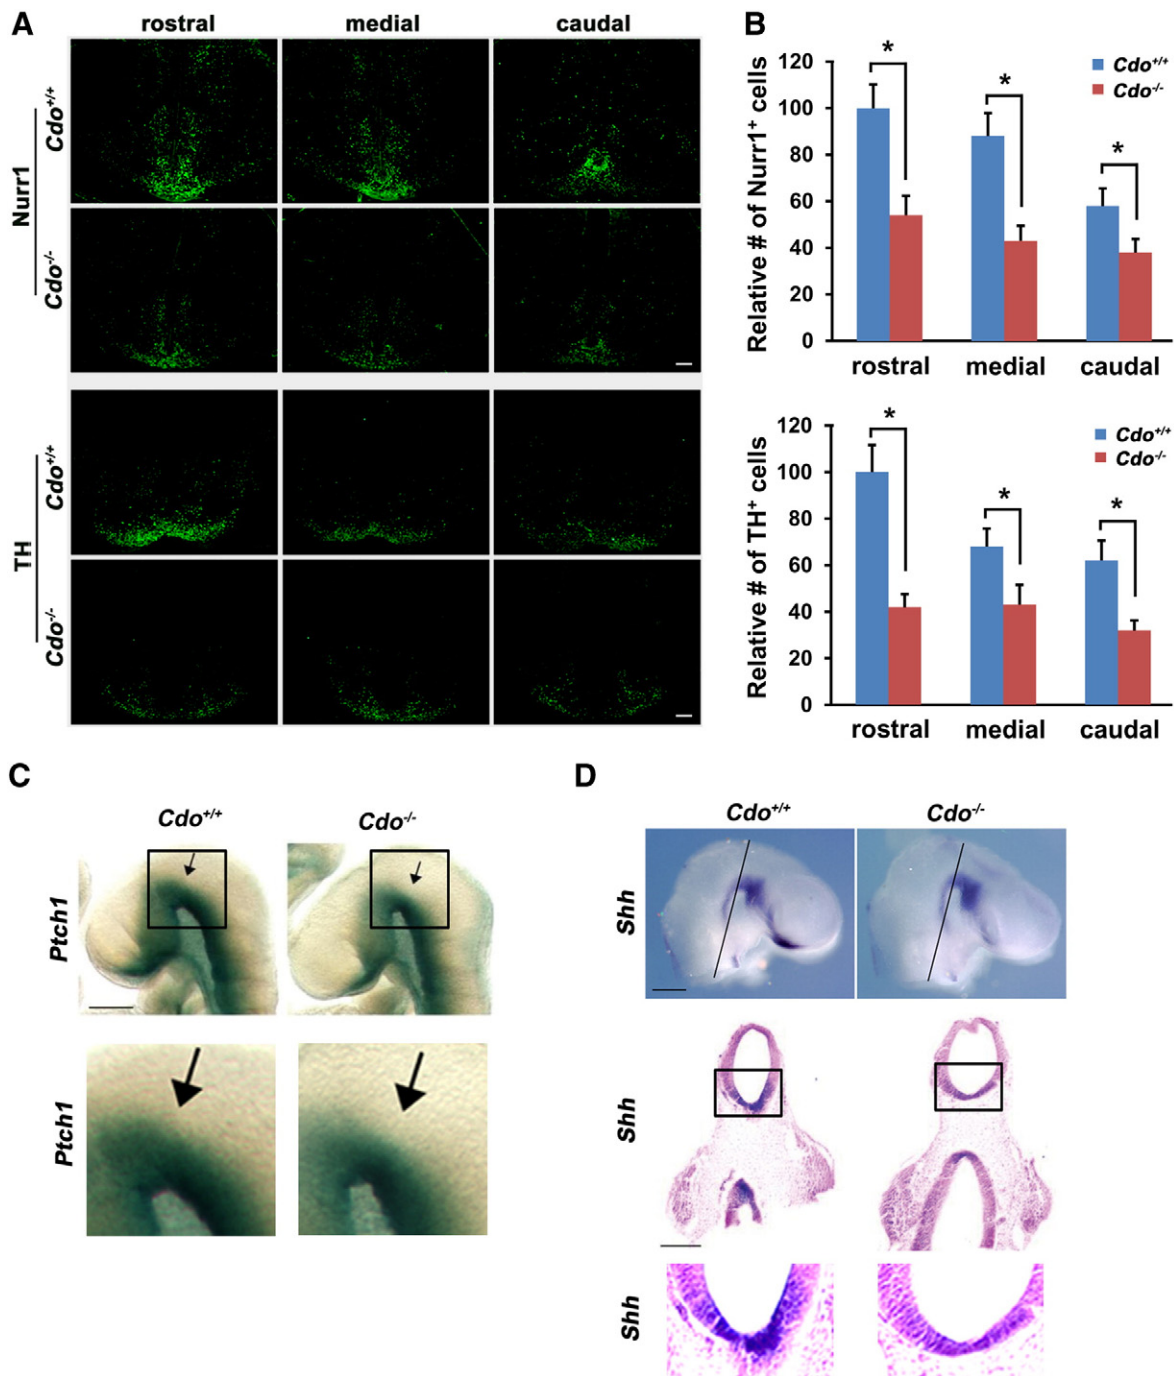 A
rostral medial caudal
Nurr1
Cdo+/+
Cdo-/-
TH
Cdo+/+
Cdo-/-
B
Relative # of Nurr1+ cells
120
100
80
60
40
20
0
* * *
Cdo+/+
Cdo-/-
rostral medial caudal
Relative # of TH+ cells
120
100
80
60
40
20
0
* * *
Cdo+/+
Cdo-/-
rostral medial caudal
C
Cdo+/+ Cdo-/-
Ptch1
Ptch1
D
Cdo+/+ Cdo-/-
Shh
Shh
Shh